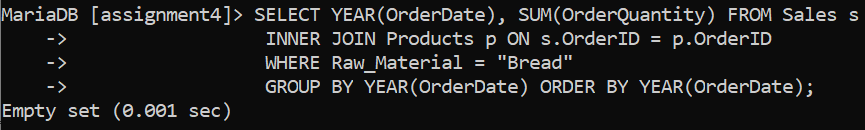 MariaDB [assignment4]> SELECT YEAR(OrderDate), SUM(OrderQuantity) FROM Sales s
    ->              INNER JOIN Products p ON s.OrderID = p.OrderID
    ->              WHERE Raw_Material = "Bread"
    ->              GROUP BY YEAR(OrderDate) ORDER BY YEAR(OrderDate);
Empty set (0.001 sec)